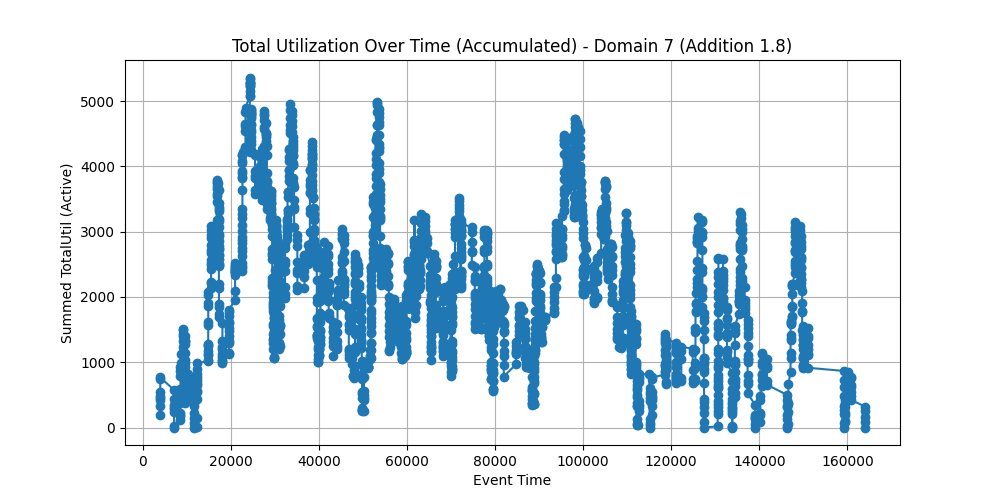 Total Utilization Over Time (Accumulated) - Domain 7 (Addition 1.8)
Summed TotalUtil (Active)
5000
4000
3000
2000
1000
0
0 20000 40000 60000 80000 100000 120000 140000 160000
Event Time